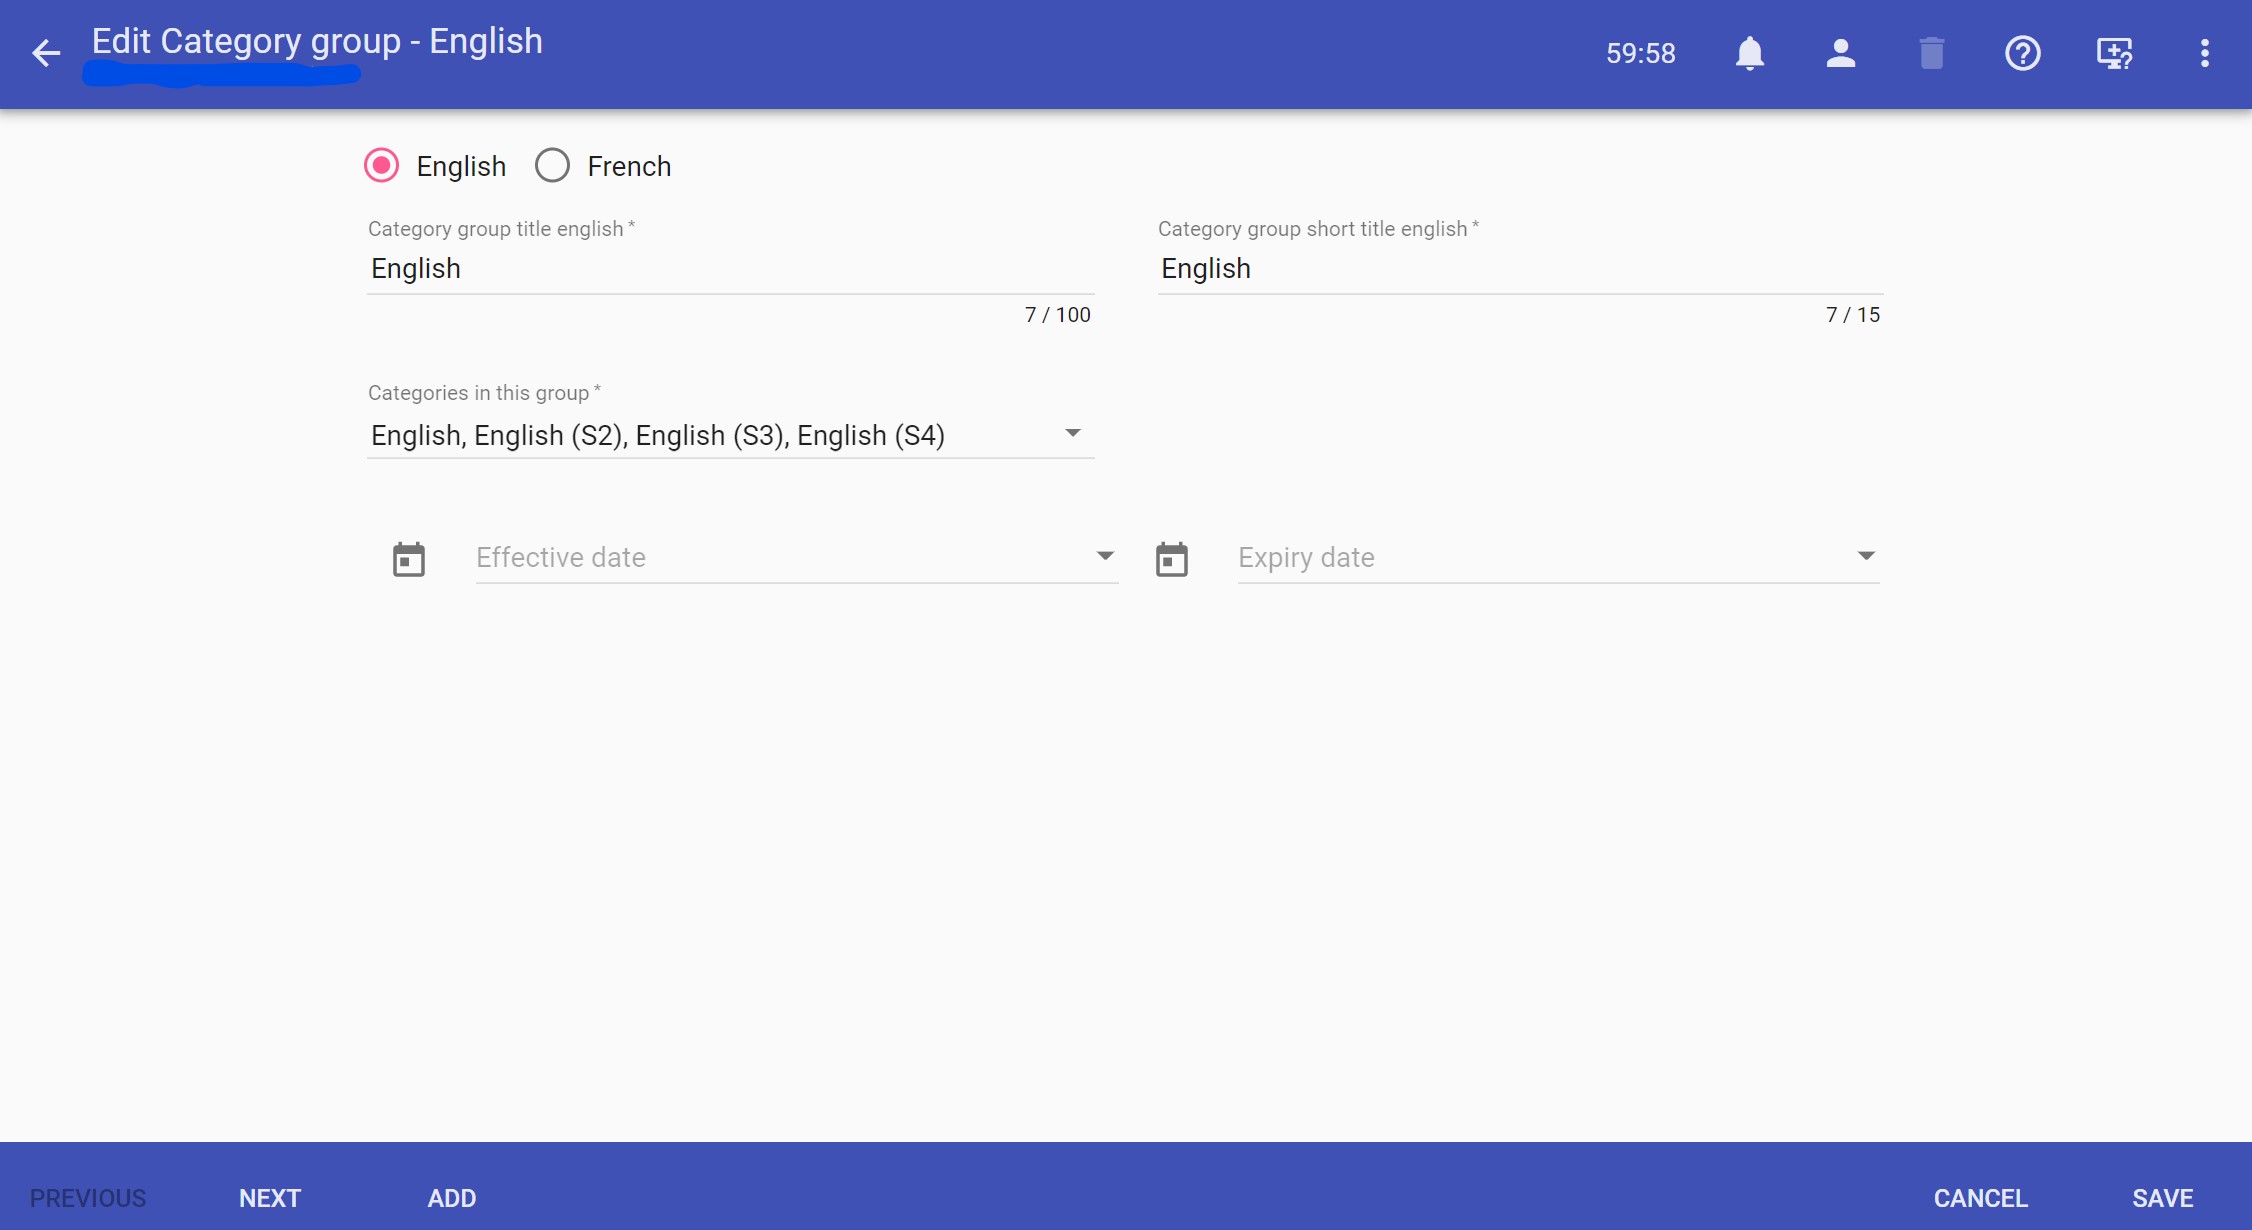 Edit Category group - English
59:58
English
French
Category group title english *
English
7 / 100
Category group short title english *
English
7 / 15
Categories in this group *
English, English (S2), English (S3), English (S4)
Effective date
Expiry date
PREVIOUS
NEXT
ADD
CANCEL
SAVE